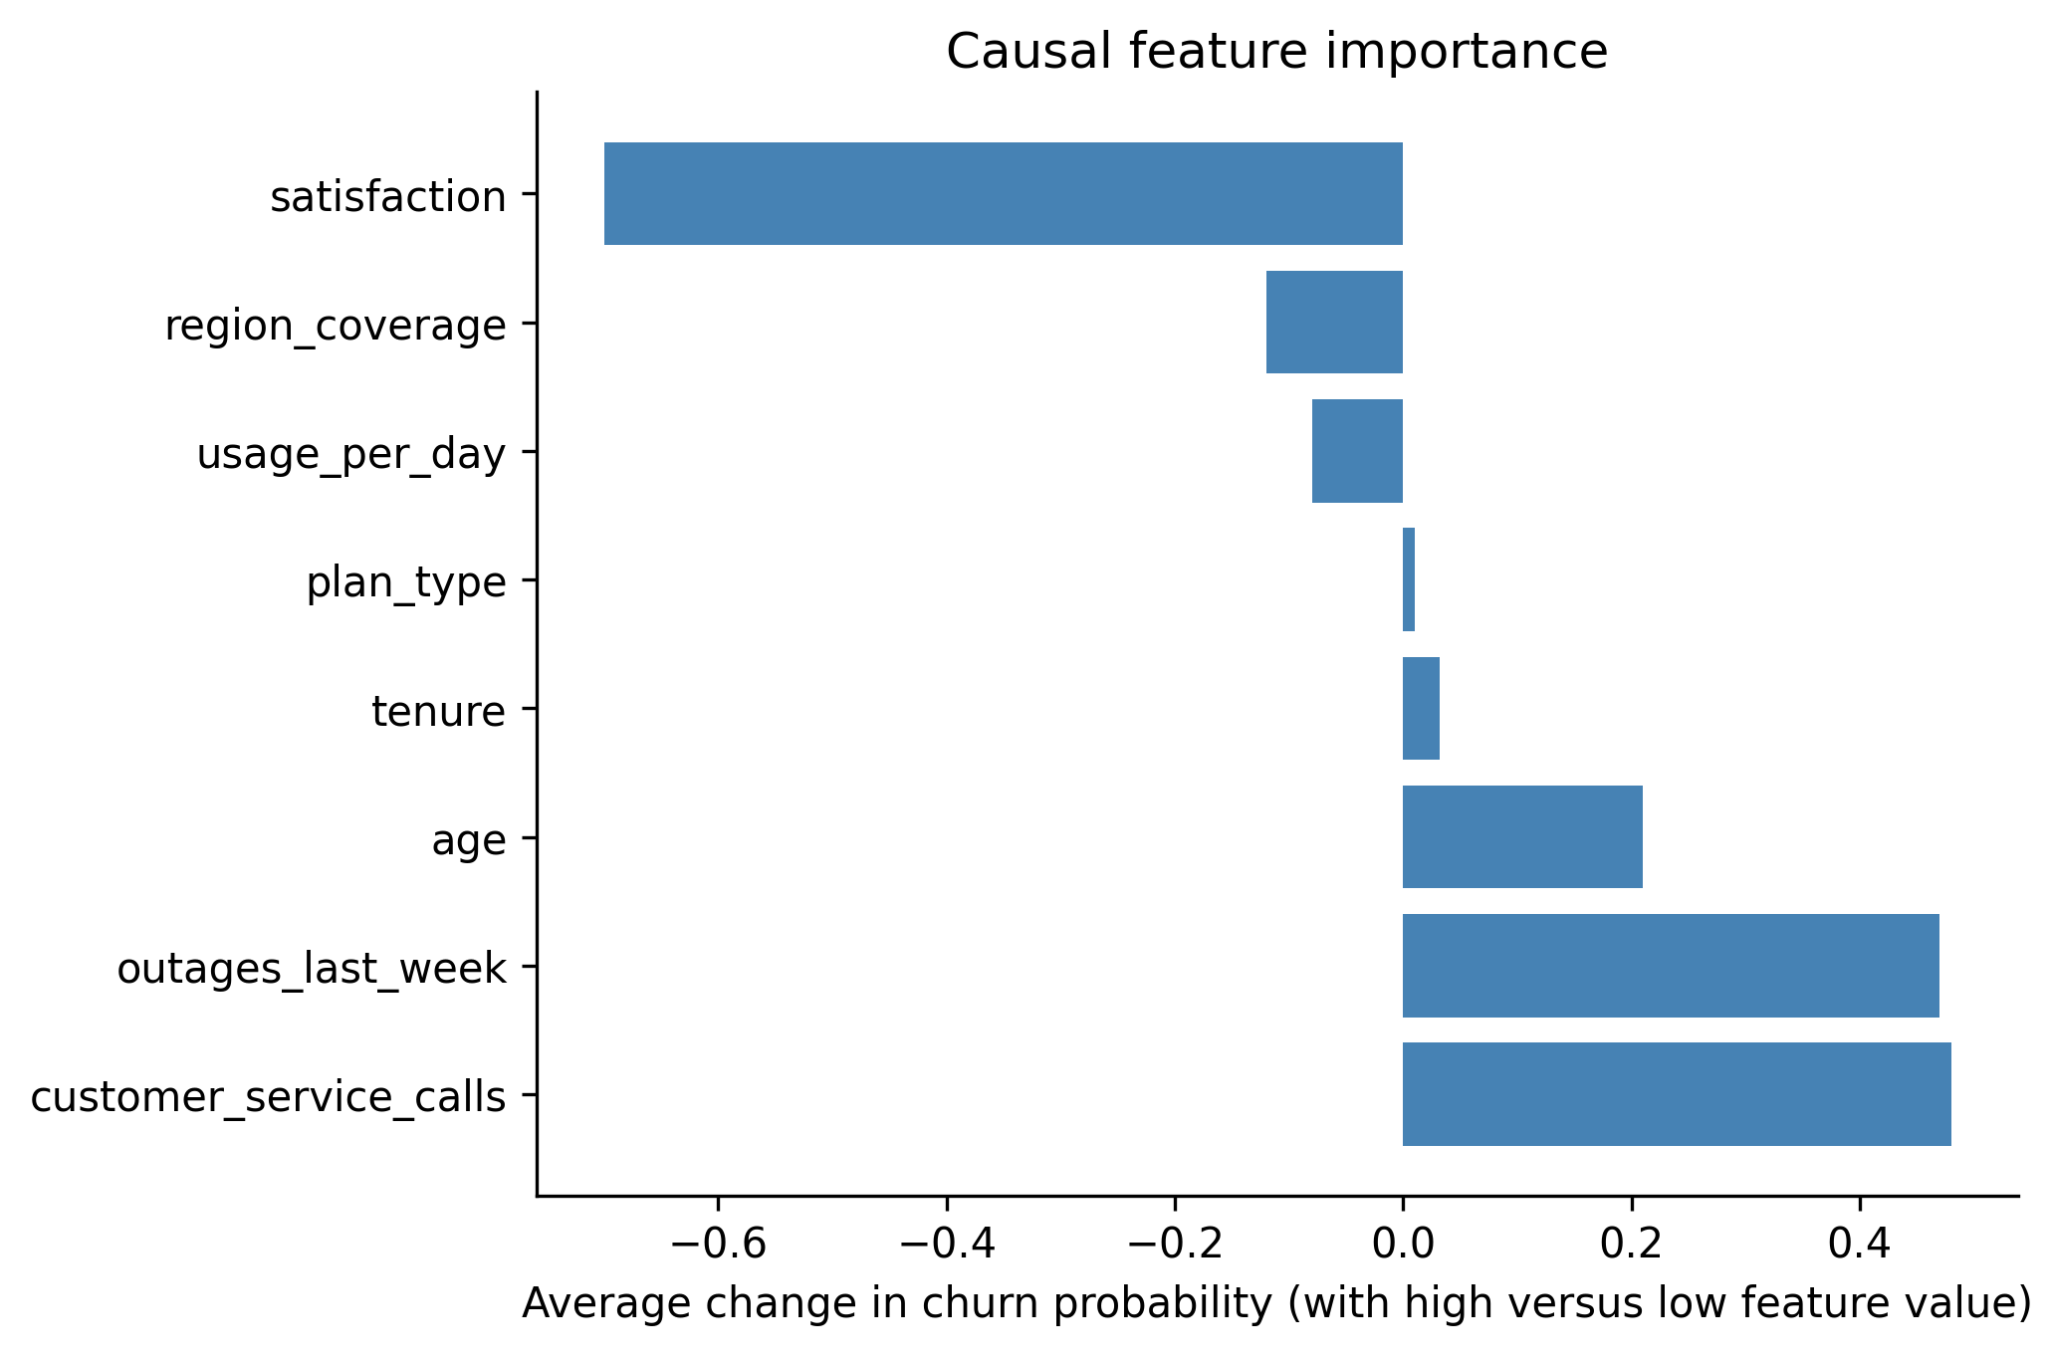 Causal feature importance
satisfaction
region_coverage
usage_per_day
plan_type
tenure
age
outages_last_week
customer_service_calls
−0.6 −0.4 −0.2 0.0 0.2 0.4
Average change in churn probability (with high versus low feature value)